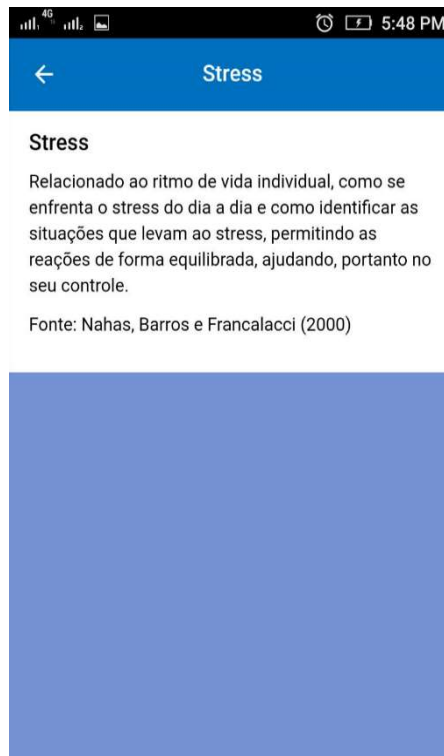 4G
5:48 PM
Stress
Stress
Relacionado ao ritmo de vida individual, como se
enfrenta o stress do dia a dia e como identificar as
situações que levam ao stress, permitindo as
reações de forma equilibrada, ajudando, portanto no
seu controle.
Fonte: Nahas, Barros e Francalacci (2000)